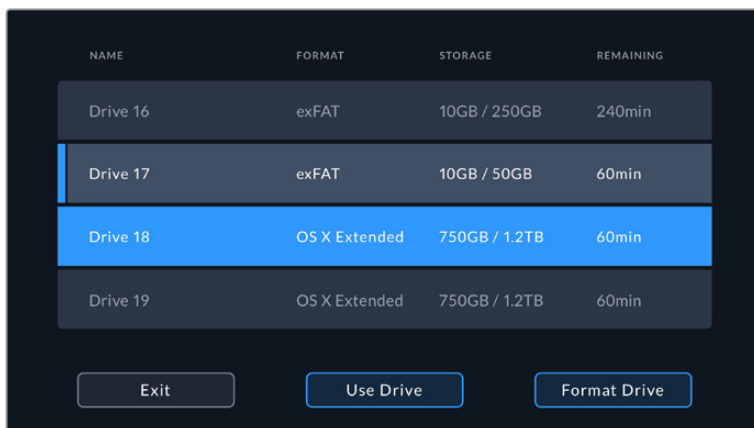 NAME FORMAT STORAGE REMAINING
Drive 16 exFAT 10GB / 250GB 240min
Drive 17 exFAT 10GB / 50GB 60min
Drive 18 OS X Extended 750GB / 1.2TB 60min
Drive 19 OS X Extended 750GB / 1.2TB 60min
Exit Use Drive Format Drive